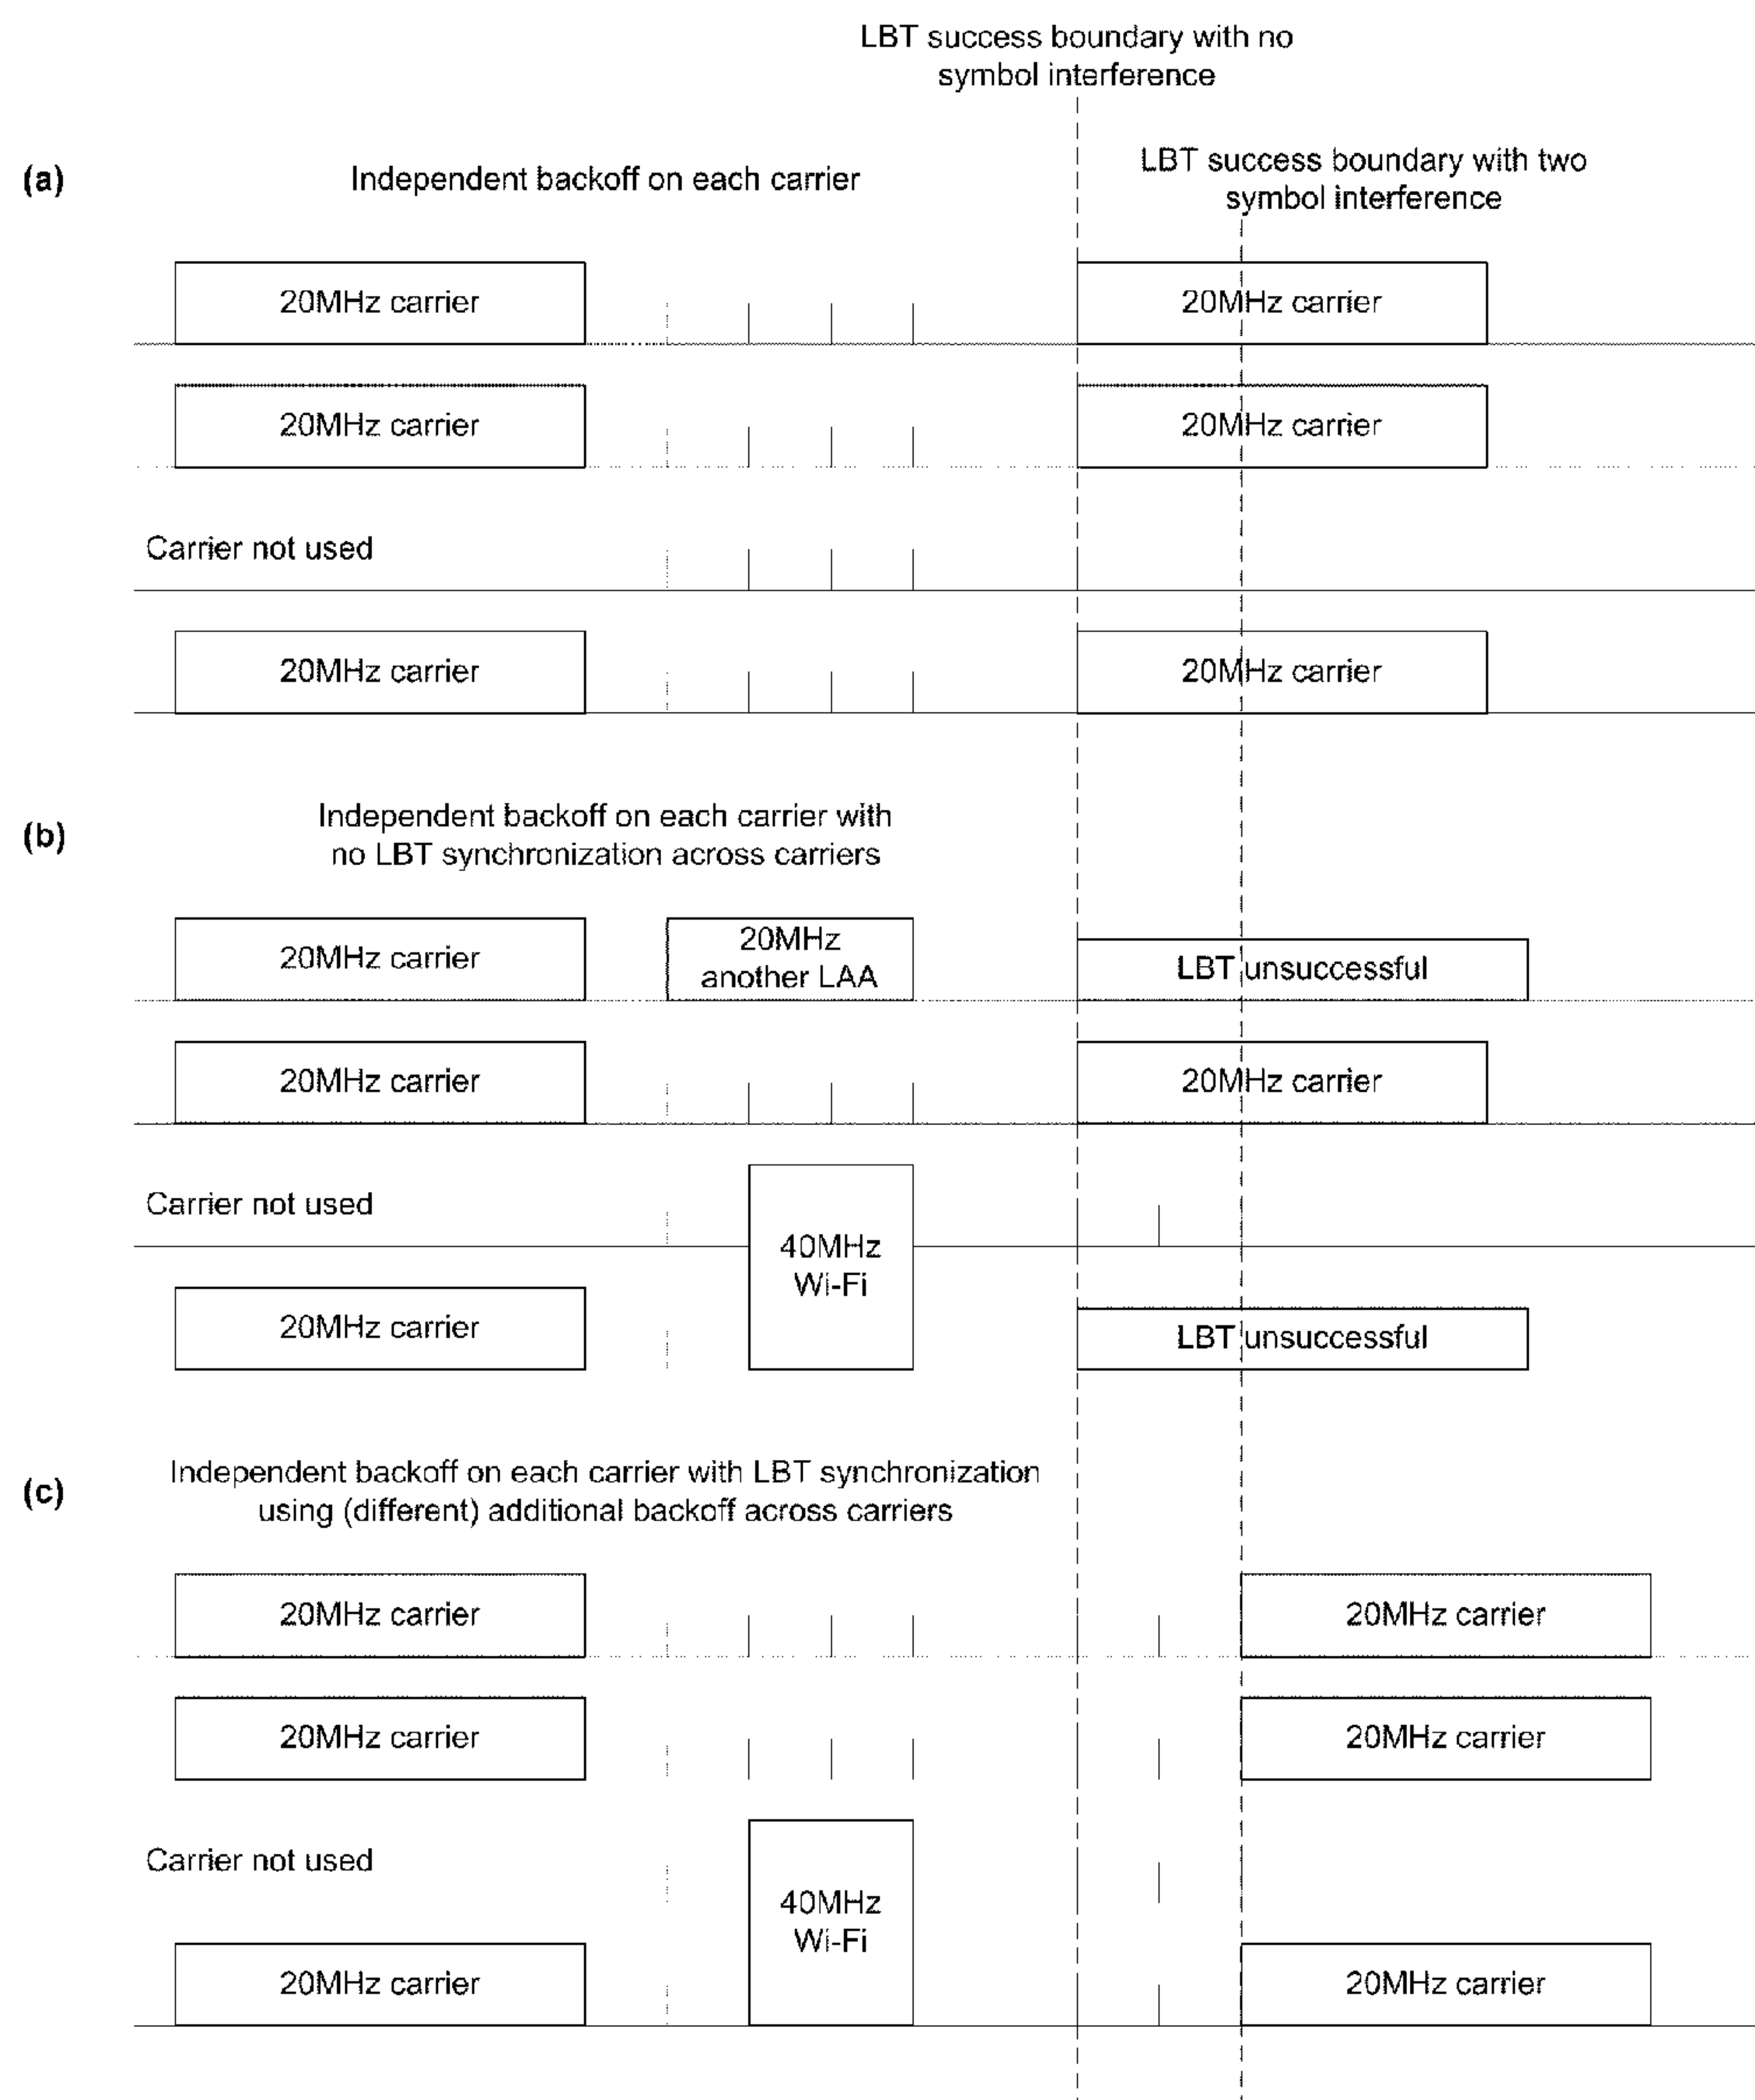 LBT success boundary with no
symbol interference
(a)
Independent backoff on each carrier
LBT success boundary with two
symbol interference
20MHz carrier
20MHz carrier
20MHz carrier
20MHz carrier
Carrier not used
20MHz carrier
20MHz carrier
(b)
Independent backoff on each carrier with
no LBT synchronization across carriers
20MHz carrier
20MHz
another LAA
LBT unsuccessful
20MHz carrier
20MHz carrier
Carrier not used
40MHz
Wi-Fi
20MHz carrier
LBT unsuccessful
(c)
Independent backoff on each carrier with LBT synchronization
using (different) additional backoff across carriers
20MHz carrier
20MHz carrier
20MHz carrier
20MHz carrier
Carrier not used
40MHz
Wi-Fi
20MHz carrier
20MHz carrier